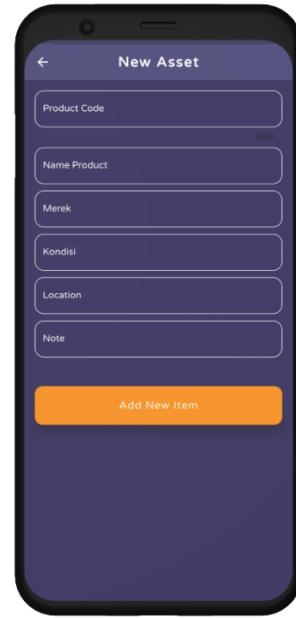 New Asset
Product Code
Name Product
Merek
Kondisi
Location
Note
Add New Item